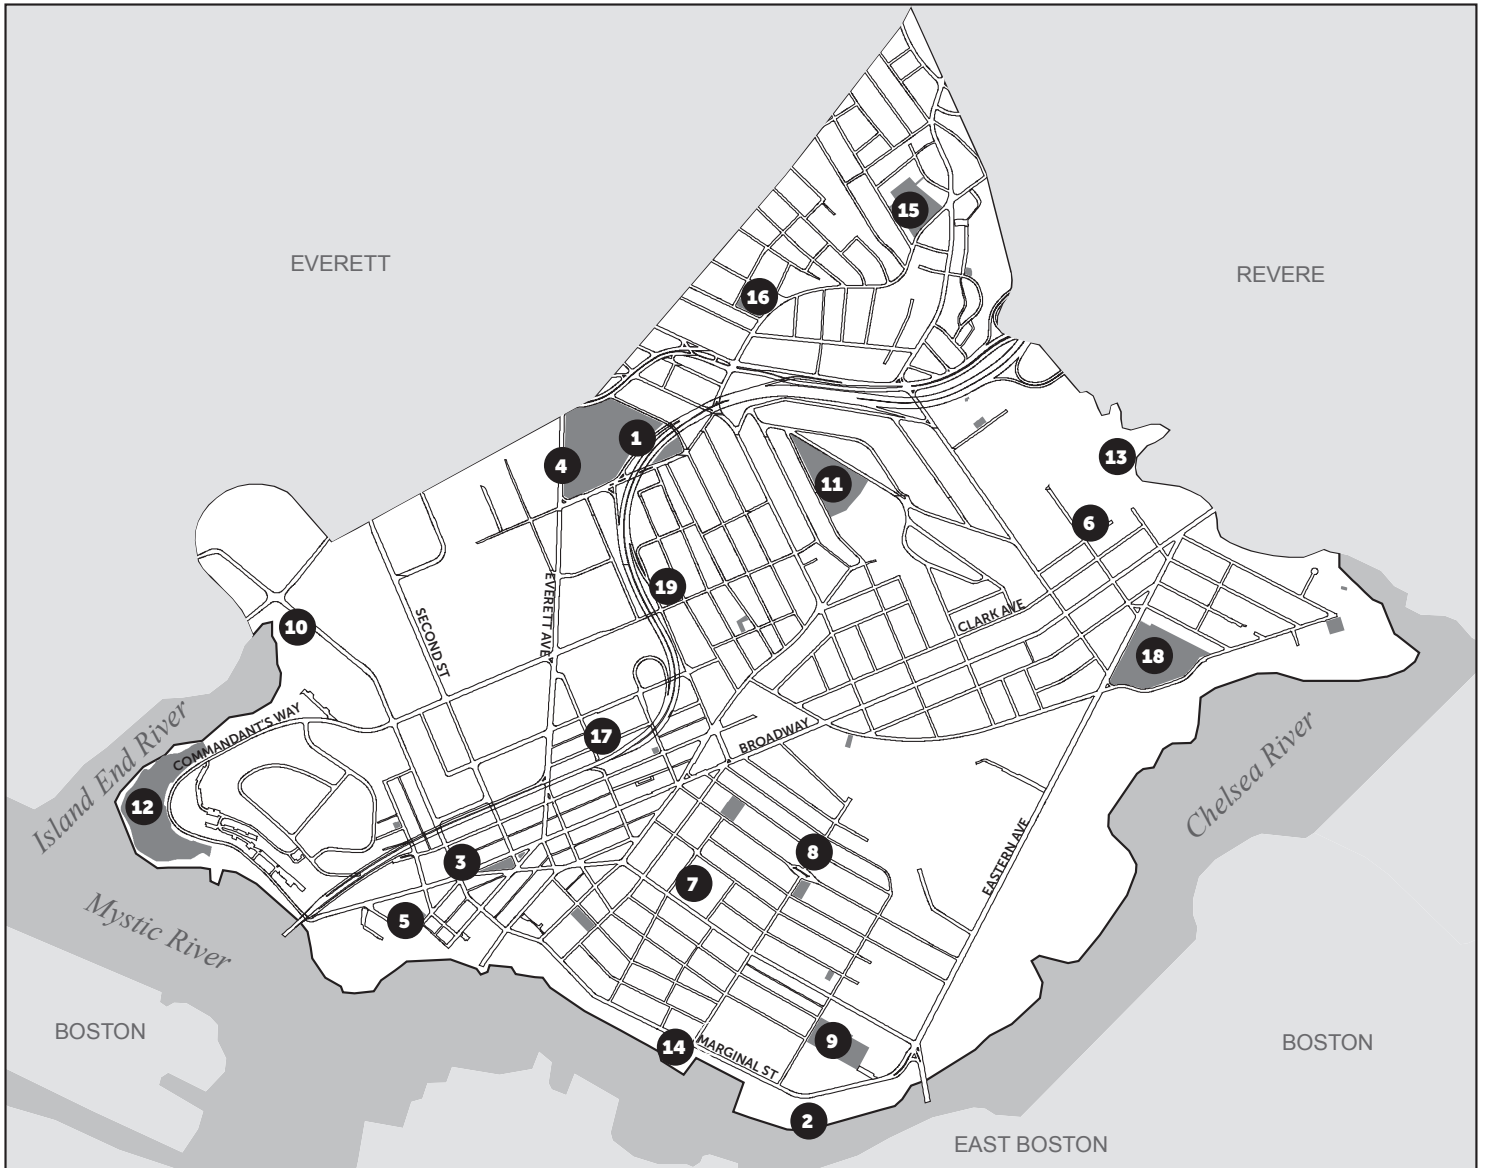 15
EVERETT
REVERE
16
1
4
13
11
6
19
EVERETT AVE
SECOND ST
CLARK AVE
10
18
COMMANDANT'S WAY
Island End River
17
BROADWAY
12
Chelsea River
3
8
EASTERN AVE
7
5
Mystic River
BOSTON
14
MARGINAL ST
9
BOSTON
2
EAST BOSTON